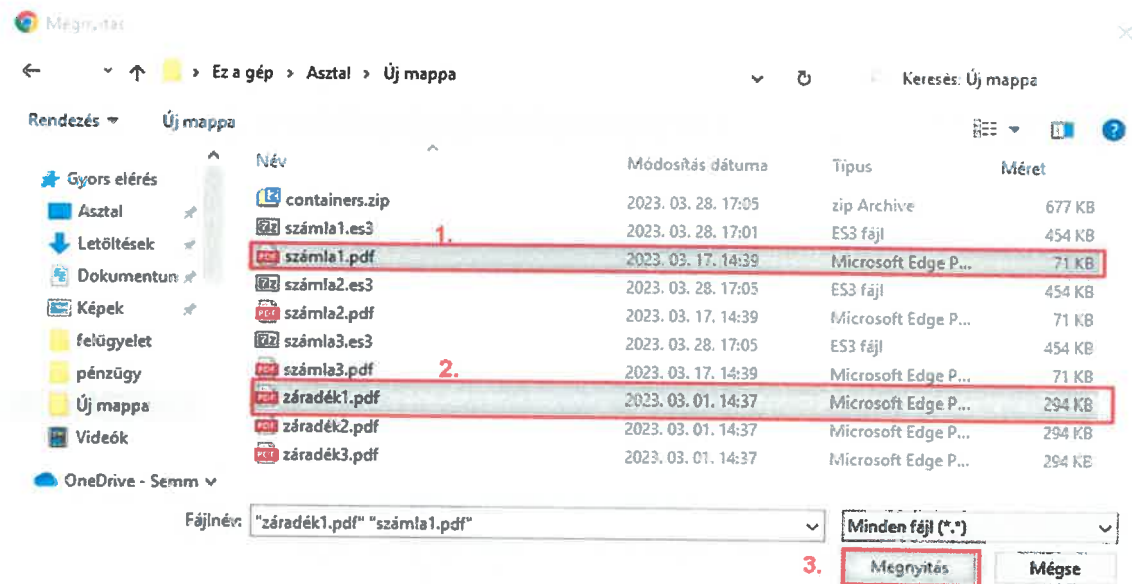 Megnyitás
Ez a gép > Asztal > Új mappa
Keresés: Új mappa
Rendezés
Új mappa
Név
Módosítás dátuma
Típus
Méret
Gyors elérés
Asztal
Letöltések
Dokumentun
Képek
felügyelet
pénzügy
Új mappa
Videók
OneDrive - Semm
containers.zip 2023. 03. 28. 17:05 zip Archive 677 KB
számla1.es3 2023. 03. 28. 17:01 ES3 fájl 454 KB
1.
számla1.pdf 2023. 03. 17. 14:39 Microsoft Edge P... 71 KB
számla2.es3 2023. 03. 28. 17:05 ES3 fájl 454 KB
számla2.pdf 2023. 03. 17. 14:39 Microsoft Edge P... 71 KB
számla3.es3 2023. 03. 28. 17:05 ES3 fájl 454 KB
számla3.pdf 2023. 03. 17. 14:39 Microsoft Edge P... 71 KB
2.
záradék1.pdf 2023. 03. 01. 14:37 Microsoft Edge P... 294 KB
záradék2.pdf 2023. 03. 01. 14:37 Microsoft Edge P... 294 KB
záradék3.pdf 2023. 03. 01. 14:37 Microsoft Edge P... 294 KB
Fájlnév: "záradék1.pdf" "számla1.pdf"
Minden fájl (*.*)
3.
Megnyitás
Mégse